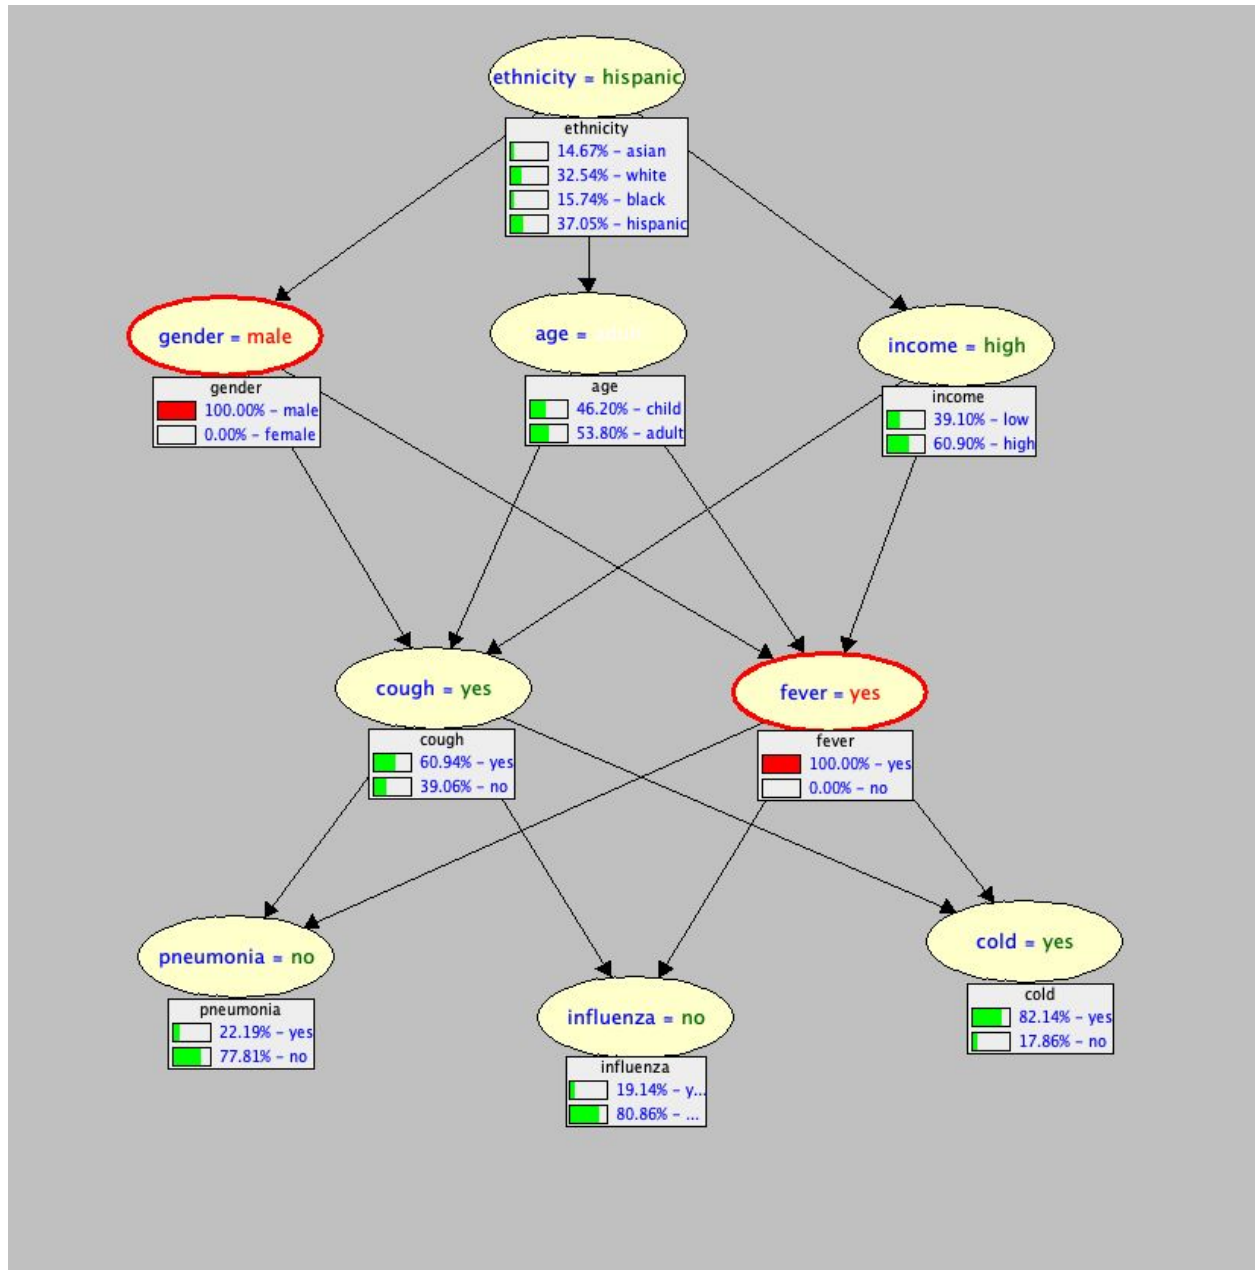 ethnicity = hispanic
ethnicity
14.67% – asian
32.54% – white
15.74% – black
37.05% – hispanic
gender = male
gender
100.00% – male
0.00% – female
age = adult
age
46.20% – child
53.80% – adult
income = high
income
39.10% – low
60.90% – high
cough = yes
cough
60.94% – yes
39.06% – no
fever = yes
fever
100.00% – yes
0.00% – no
pneumonia = no
pneumonia
22.19% – yes
77.81% – no
influenza = no
influenza
19.14% – y...
80.86% – ...
cold = yes
cold
82.14% – yes
17.86% – no